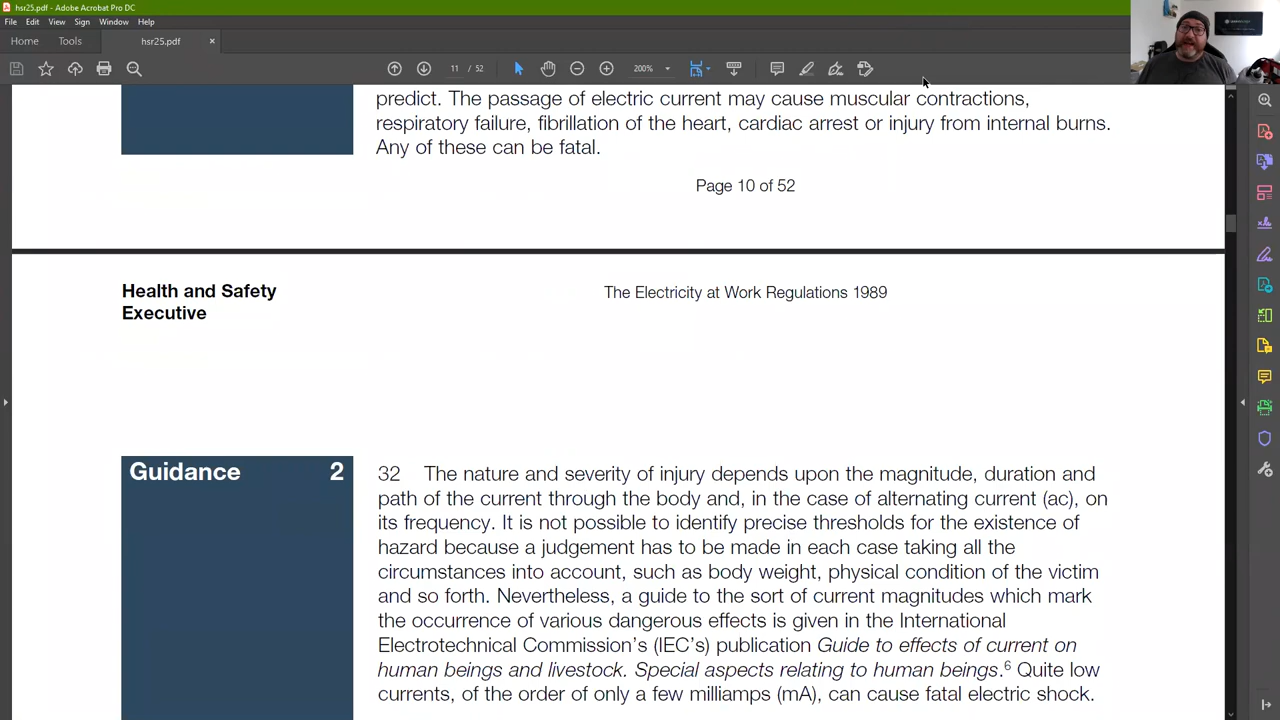 hsr25.pdf - Adobe Acrobat Pro DC
File Edit View Sign Window Help
Home Tools hsr25.pdf ×
11 / 52 200%
predict. The passage of electric current may cause muscular contractions,
respiratory failure, fibrillation of the heart, cardiac arrest or injury from internal burns.
Any of these can be fatal.
Page 10 of 52
Health and Safety
Executive
The Electricity at Work Regulations 1989
Guidance 2
32 The nature and severity of injury depends upon the magnitude, duration and
path of the current through the body and, in the case of alternating current (ac), on
its frequency. It is not possible to identify precise thresholds for the existence of
hazard because a judgement has to be made in each case taking all the
circumstances into account, such as body weight, physical condition of the victim
and so forth. Nevertheless, a guide to the sort of current magnitudes which mark
the occurrence of various dangerous effects is given in the International
Electrotechnical Commission's (IEC's) publication Guide to effects of current on
human beings and livestock. Special aspects relating to human beings.6 Quite low
currents, of the order of only a few milliamps (mA), can cause fatal electric shock.